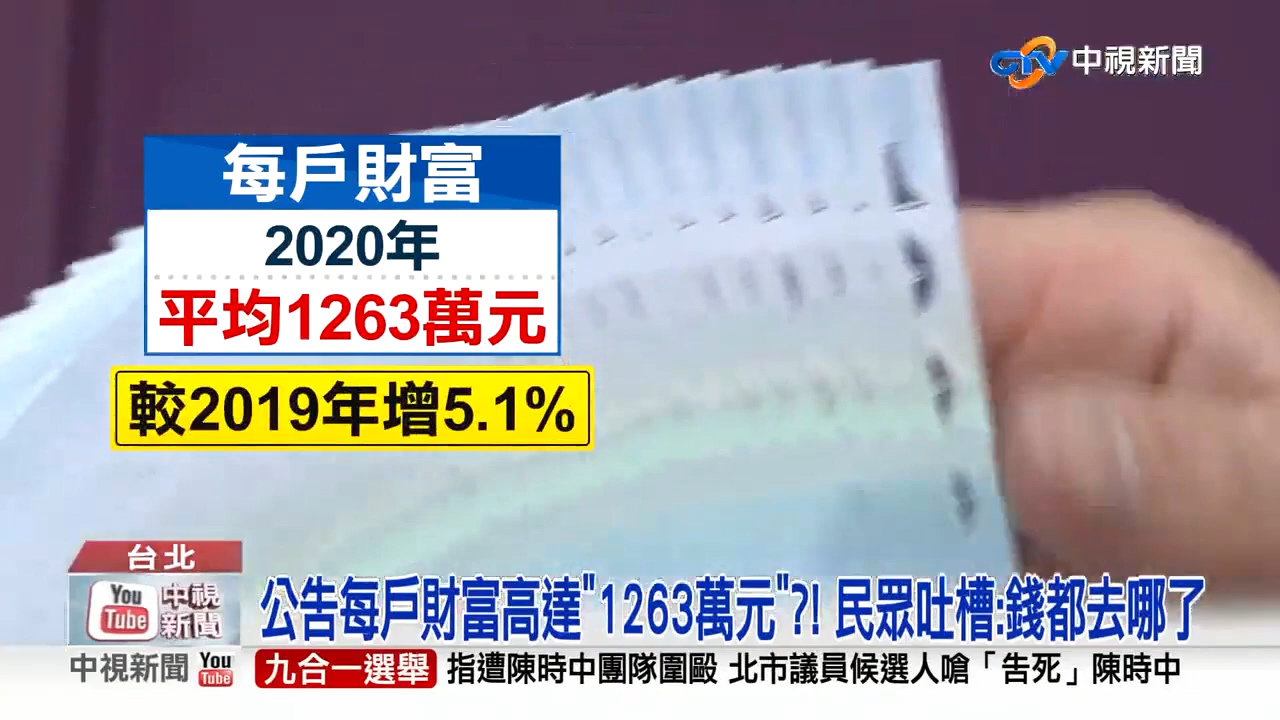 CTV中視新聞
每戶財富
2020年
平均1263萬元
較2019年增5.1%
台北
You Tube 中視新聞
公告每戶財富高達"1263萬元"?! 民眾吐槽:錢都去哪了
中視新聞 You Tube 九合一選舉 指遭陳時中團隊圍毆 北市議員候選人嗆「告死」陳時中